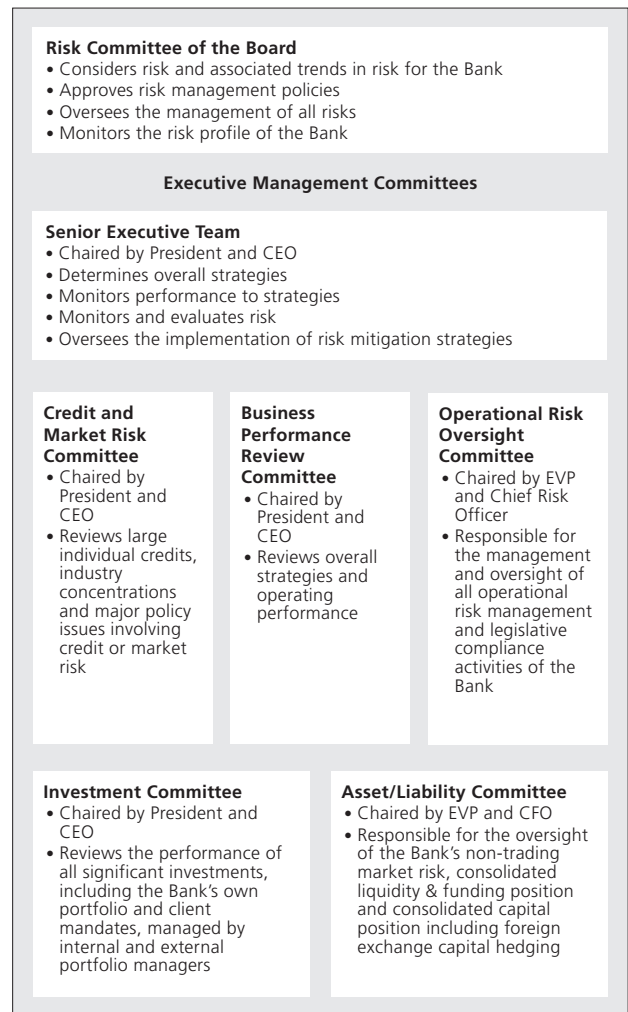 Risk Committee of the Board
• Considers risk and associated trends in risk for the Bank
• Approves risk management policies
• Oversees the management of all risks
• Monitors the risk profile of the Bank
Executive Management Committees
Senior Executive Team
• Chaired by President and CEO
• Determines overall strategies
• Monitors performance to strategies
• Monitors and evaluates risk
• Oversees the implementation of risk mitigation strategies
Credit and
Market Risk
Committee
• Chaired by
President and
CEO
• Reviews large
individual credits,
industry
concentrations
and major policy
issues involving
credit or market
risk
Business
Performance
Review
Committee
• Chaired by
President and
CEO
• Reviews overall
strategies and
operating
performance
Operational Risk
Oversight
Committee
• Chaired by EVP
and Chief Risk
Officer
• Responsible for
the management
and oversight of
all operational
risk management
and legislative
compliance
activities of the
Bank
Investment Committee
• Chaired by President and
CEO
• Reviews the performance of
all significant investments,
including the Bank's own
portfolio and client
mandates, managed by
internal and external
portfolio managers
Asset/Liability Committee
• Chaired by EVP and CFO
• Responsible for the oversight
of the Bank's non-trading
market risk, consolidated
liquidity & funding position
and consolidated capital
position including foreign
exchange capital hedging